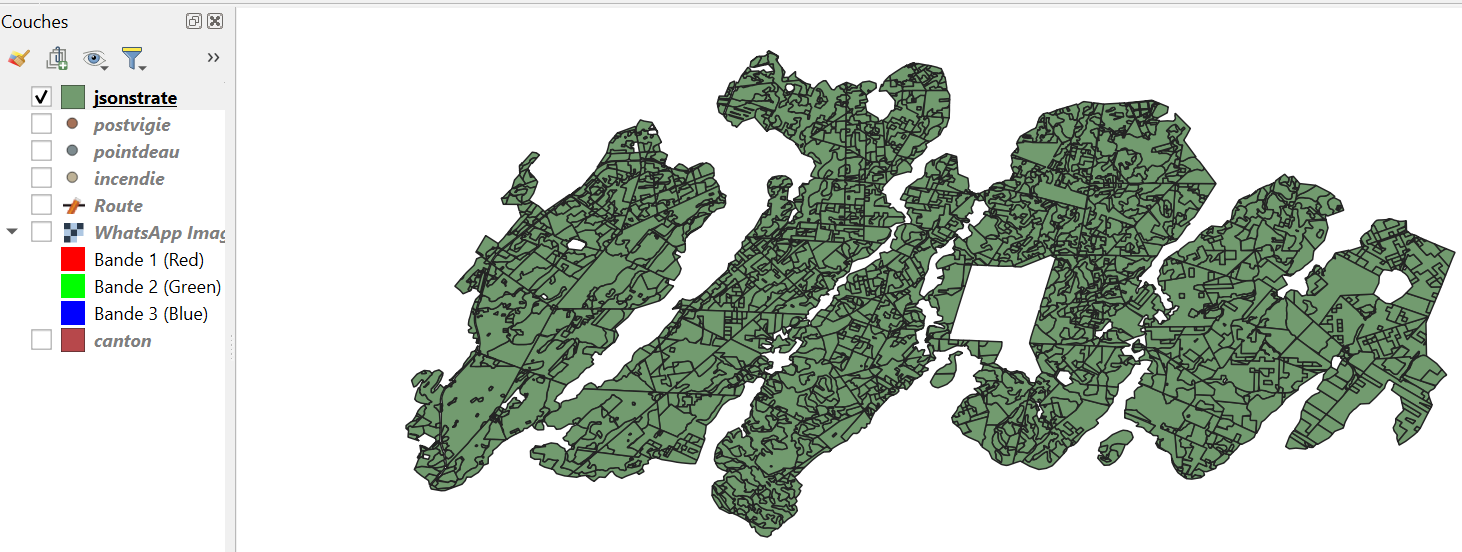 Couches
»
jsonstrate
postvigie
pointdeau
incendie
Route
WhatsApp Imag
Bande 1 (Red)
Bande 2 (Green)
Bande 3 (Blue)
canton